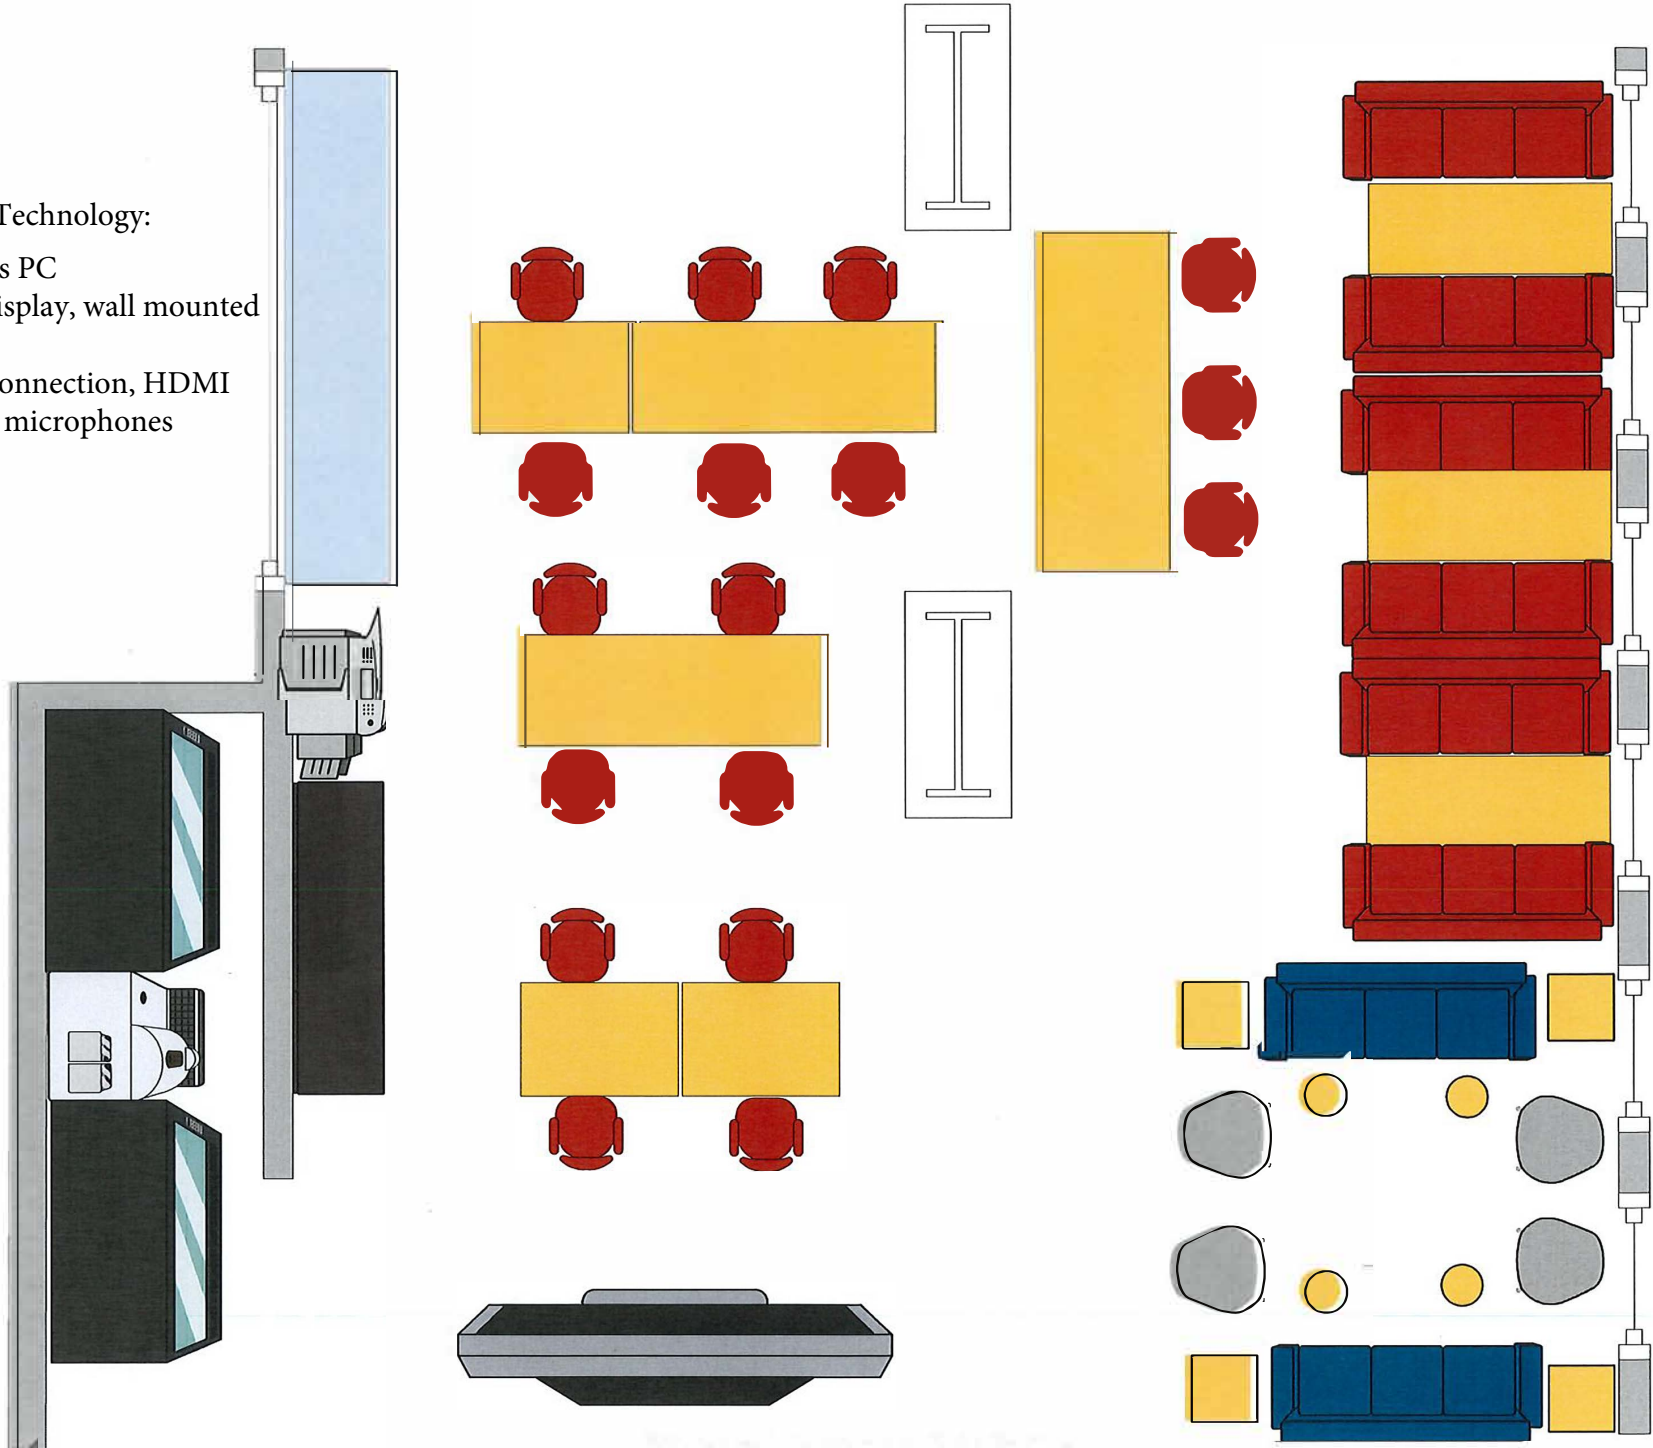 Technology:
s PC
isplay, wall mounted
onnection, HDMI
microphones